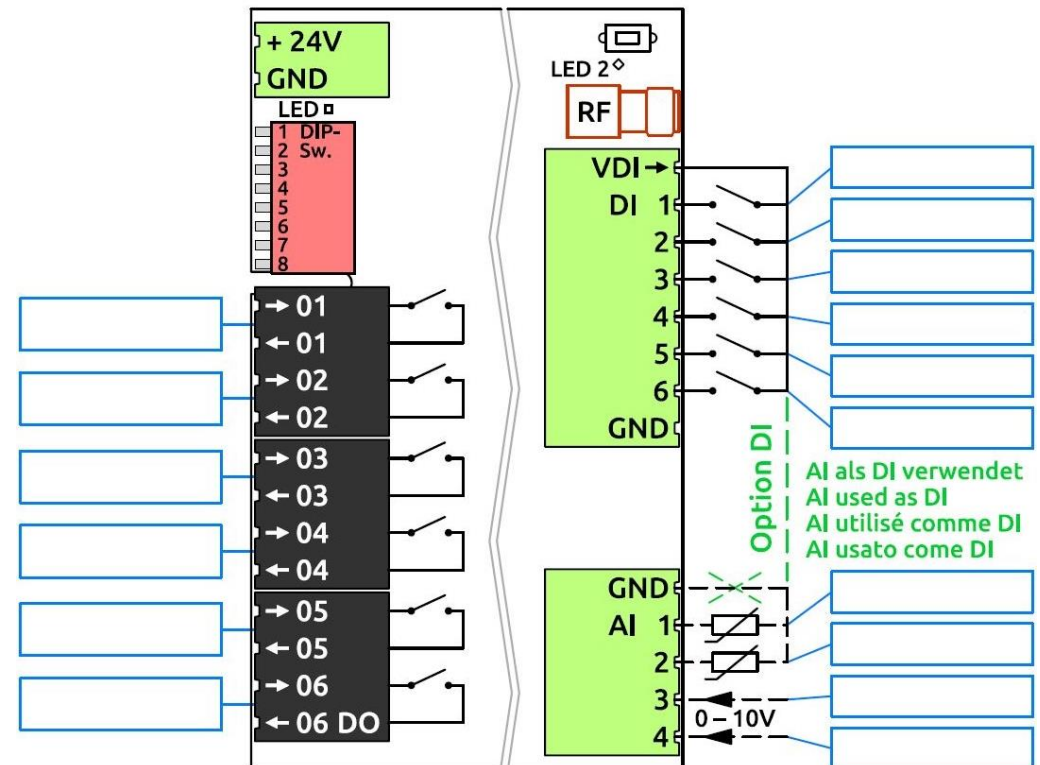 + 24V
GND
LED
1 DIP-
2 Sw.
3
4
5
6
7
8
→ 01
← 01
→ 02
← 02
→ 03
← 03
→ 04
← 04
→ 05
← 05
→ 06
← 06 DO
LED 2
RF
VDI →
DI 1
2
3
4
5
6
GND
Option DI
AI als DI verwendet
AI used as DI
AI utilisé comme DI
AI usato come DI
GND
AI 1
2
3
0 – 10V
4